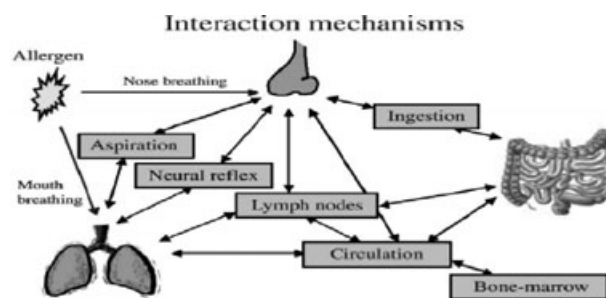 Interaction mechanisms
Allergen
Nose breathing
Ingestion
Aspiration
Neural reflex
Mouth
breathing
Lymph nodes
Circulation
Bone-marrow